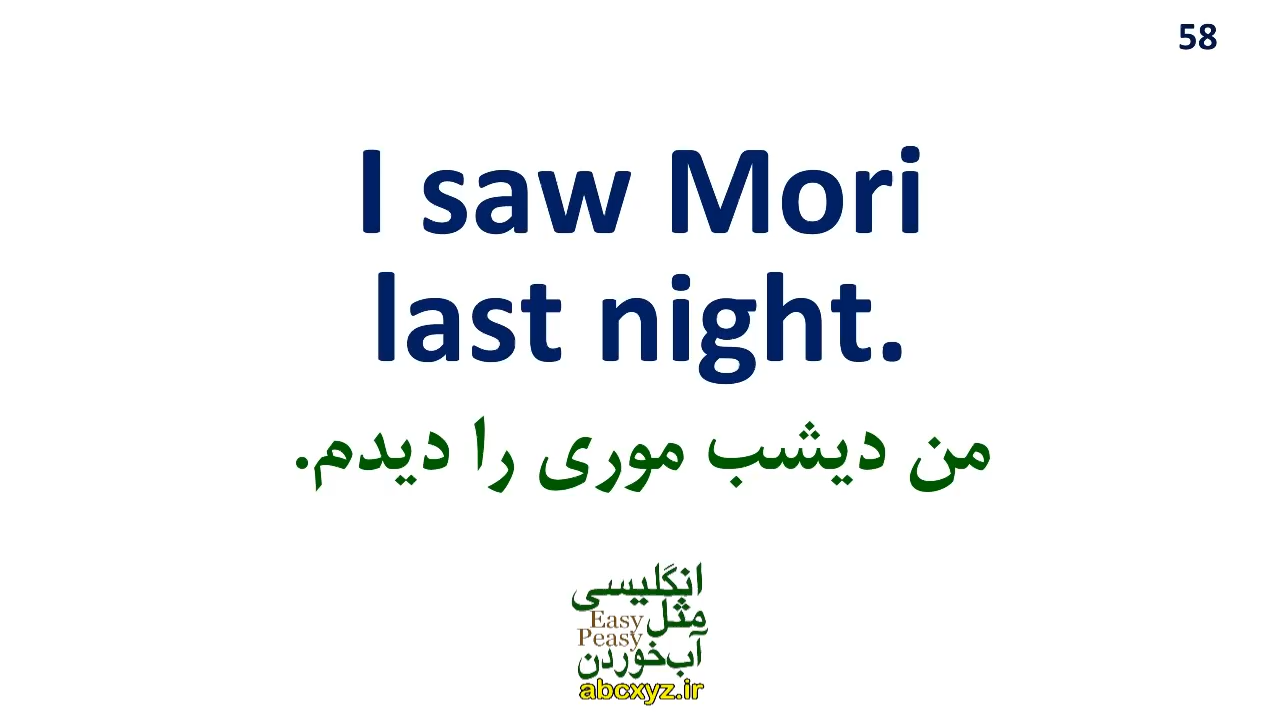 58
I saw Mori
last night.
من دیشب موری را دیدم.
انگلیسی
مثل
Easy
Peasy
آب‌خوردن
abcxyz.ir